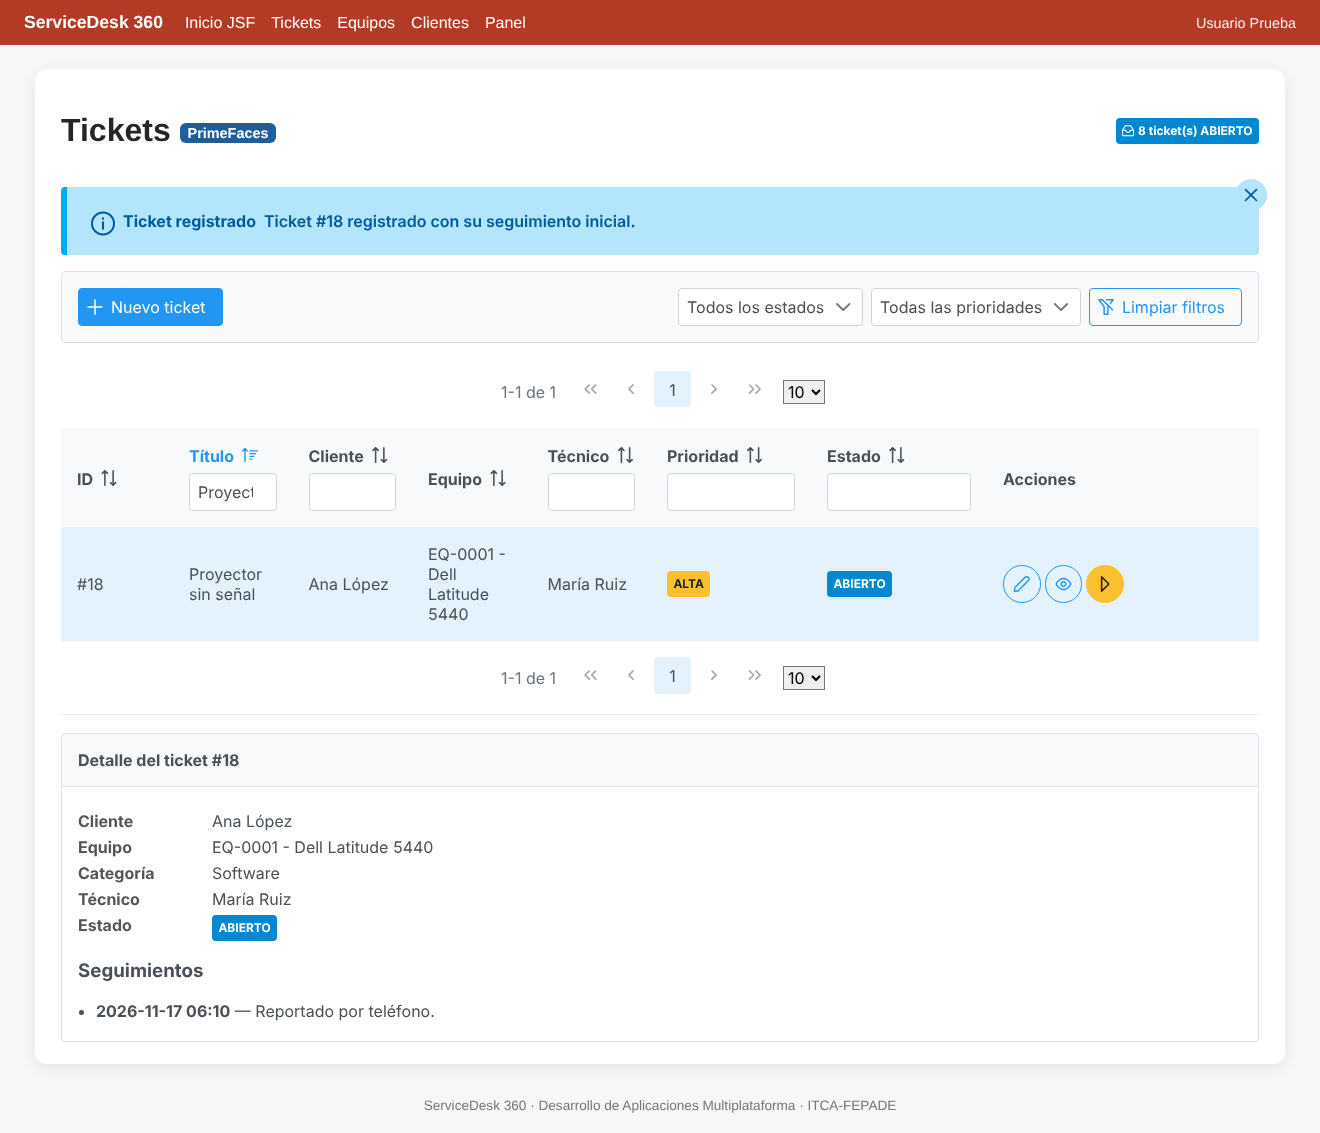 ServiceDesk 360 Inicio JSF Tickets Equipos Clientes Panel Usuario Prueba
Tickets PrimeFaces 8 ticket(s) ABIERTO
Ticket registrado Ticket #18 registrado con su seguimiento inicial.
Nuevo ticket Todos los estados Todas las prioridades Limpiar filtros
1-1 de 1 1 10
ID Título Cliente Equipo Técnico Prioridad Estado Acciones
Proyect
#18 Proyector sin señal Ana López EQ-0001 - Dell Latitude 5440 María Ruiz ALTA ABIERTO
1-1 de 1 1 10
Detalle del ticket #18
Cliente Ana López
Equipo EQ-0001 - Dell Latitude 5440
Categoría Software
Técnico María Ruiz
Estado ABIERTO
Seguimientos
• 2026-11-17 06:10 — Reportado por teléfono.
ServiceDesk 360 · Desarrollo de Aplicaciones Multiplataforma · ITCA-FEPADE